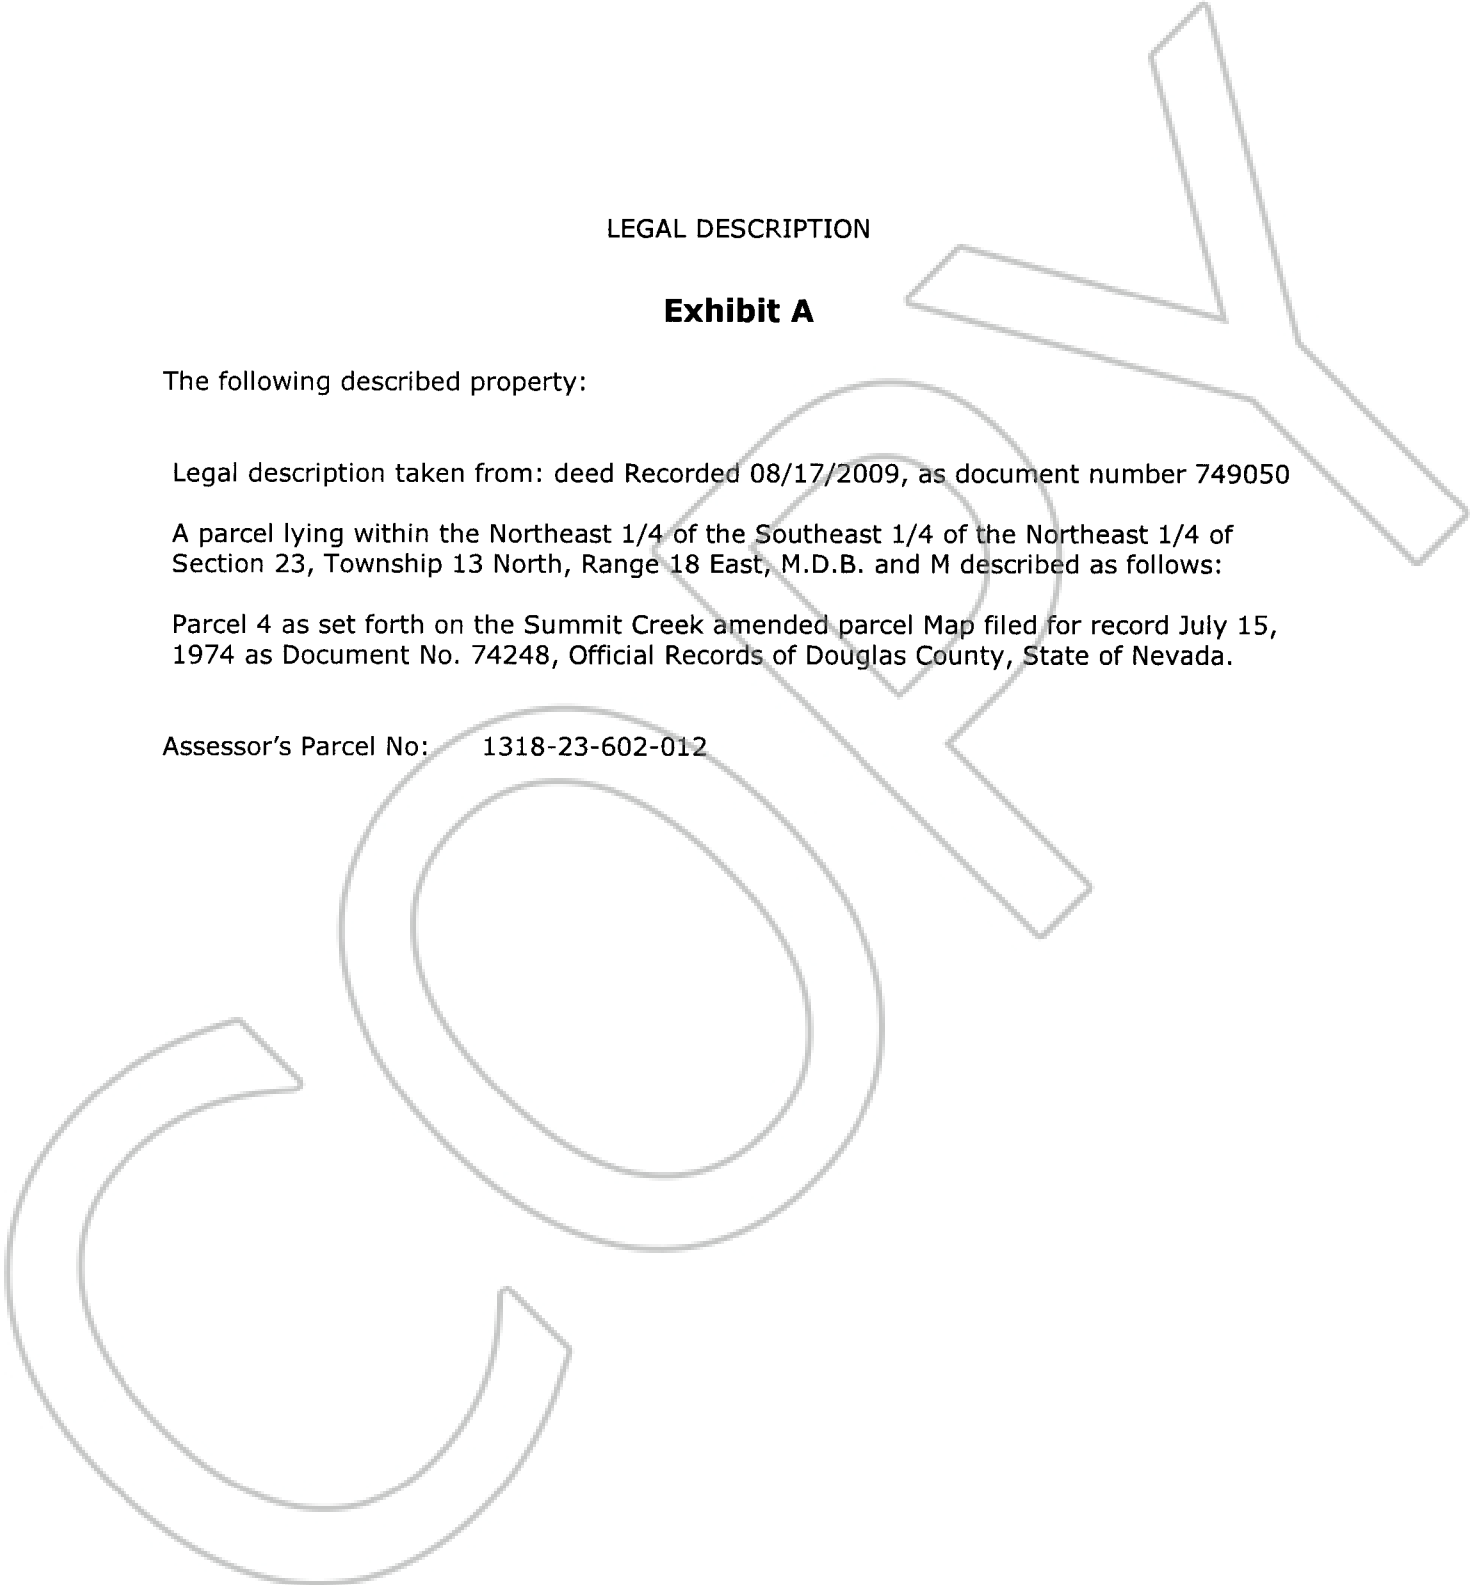 LEGAL DESCRIPTION
Exhibit A
The following described property:
Legal description taken from: deed Recorded 08/17/2009, as document number 749050
A parcel lying within the Northeast 1/4 of the Southeast 1/4 of the Northeast 1/4 of
Section 23, Township 13 North, Range 18 East, M.D.B. and M described as follows:
Parcel 4 as set forth on the Summit Creek amended parcel Map filed for record July 15,
1974 as Document No. 74248, Official Records of Douglas County, State of Nevada.
Assessor's Parcel No: 1318-23-602-012
COPY